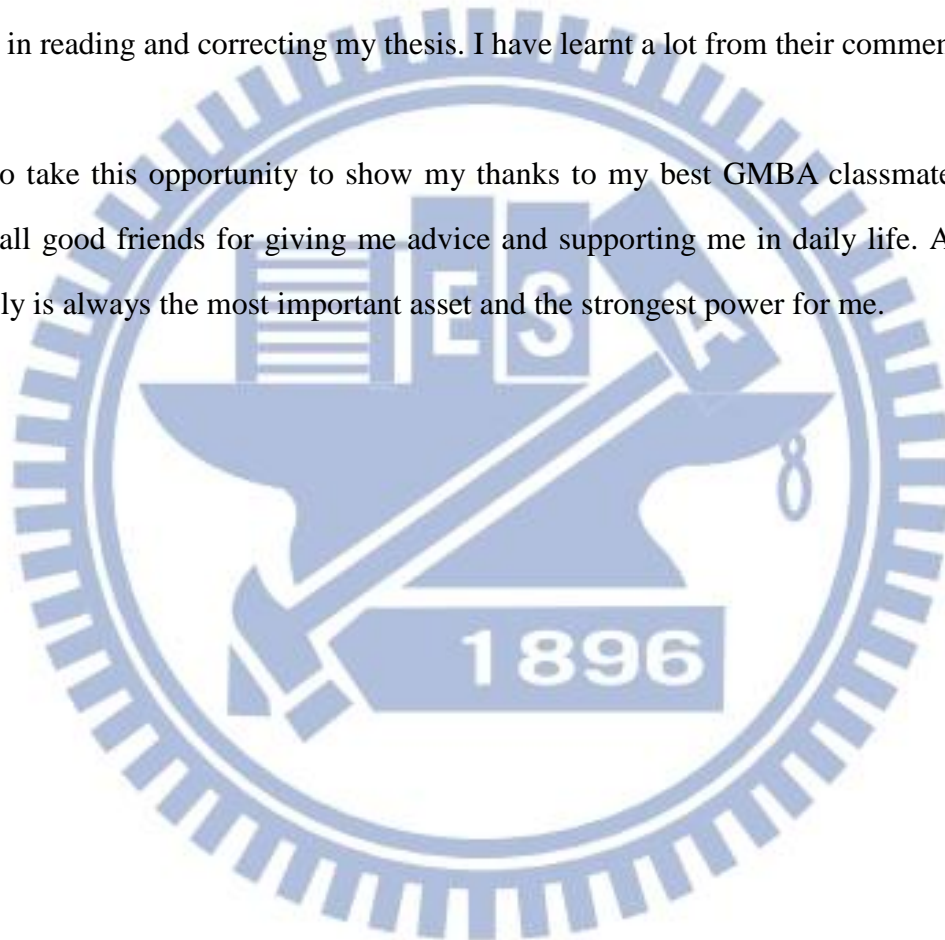 in reading and correcting my thesis. I have learnt a lot from their commen
o take this opportunity to show my thanks to my best GMBA classmate
all good friends for giving me advice and supporting me in daily life. A
ly is always the most important asset and the strongest power for me.
E S A
8
1896